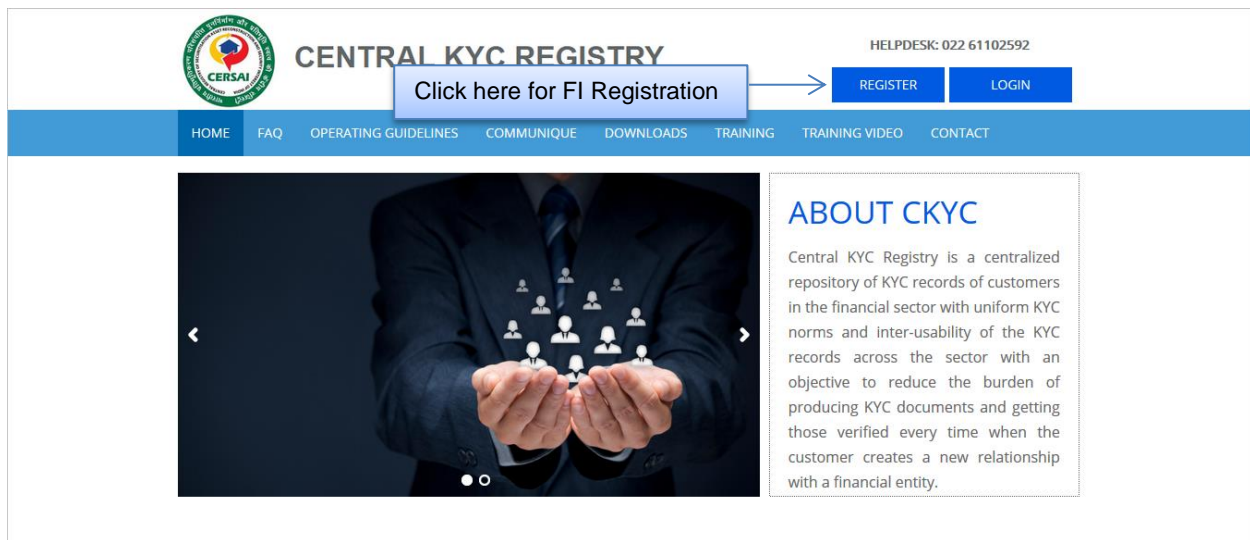 CERSAI
CENTRAL KYC REGISTRY
HELPDESK: 022 61102592
Click here for FI Registration
REGISTER
LOGIN
HOME FAQ OPERATING GUIDELINES COMMUNIQUE DOWNLOADS TRAINING TRAINING VIDEO CONTACT
ABOUT CKYC
Central KYC Registry is a centralized
repository of KYC records of customers
in the financial sector with uniform KYC
norms and inter-usability of the KYC
records across the sector with an
objective to reduce the burden of
producing KYC documents and getting
those verified every time when the
customer creates a new relationship
with a financial entity.